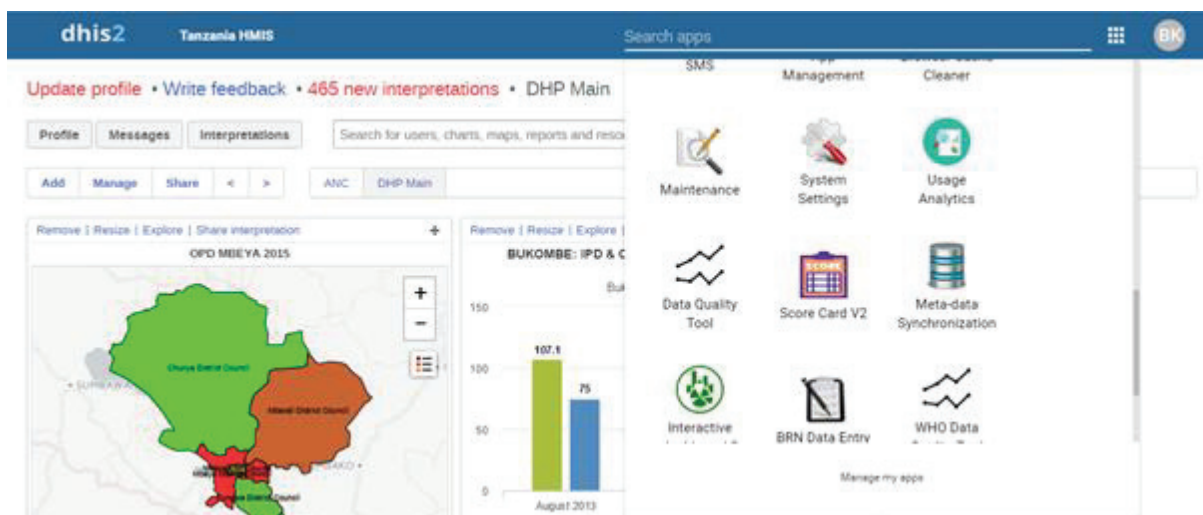 dhis2 Tanzania HMIS Search apps BK
SMS Management Cleaner
Update profile • Write feedback • 465 new interpretations • DHP Main
Profile Messages Interpretations Search for users, charts, maps, reports and reso
Maintenance System Settings Usage Analytics
Add Manage Share < > ANC DHP Main
Remove | Resize | Explore | Share interpretation +
OPD MBEYA 2015
+
−
Chunya District Council
Mbarali District Council
District Council
Remove | Resize | Explore |
BUKOMBE: IPD & C
Buk
150
107.1
100
75
50
0
August 2013
Data Quality Tool Score Card V2 Meta-data Synchronization
SCORE
Interactive BRN Data Entry WHO Data
Manage my apps